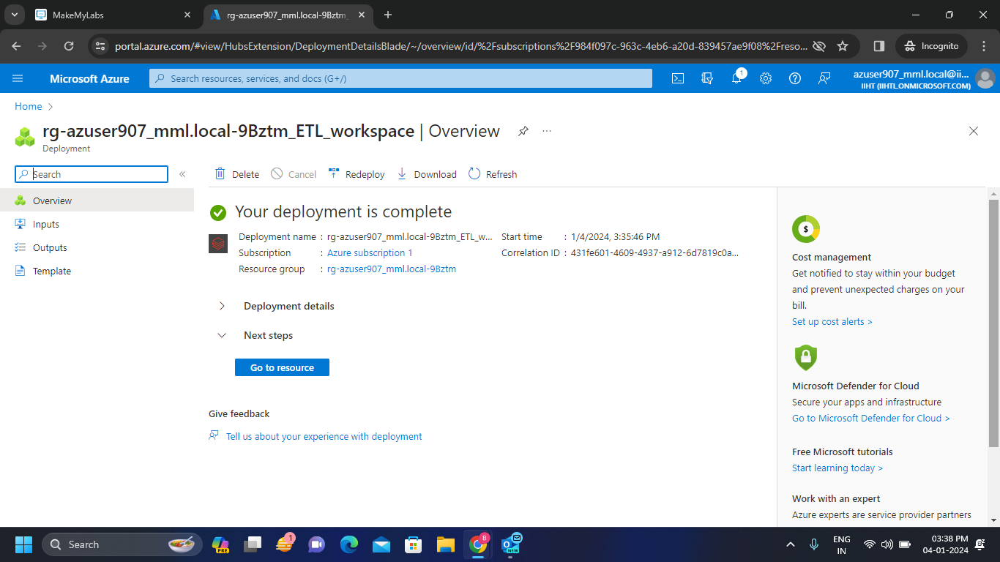 MakeMyLabs
rg-azuser907_mml.local-9Bztm_
portal.azure.com/#view/HubsExtension/DeploymentDetailsBlade/~/overview/id/%2Fsubscriptions%2F984f097c-963c-4eb6-a20d-839457ae9f08%2Freso...
Incognito
Microsoft Azure
Search resources, services, and docs (G+/)
1
azuser907_mml.local@ii...
IIHT (IIHTL.ONMICROSOFT.COM)
Home
rg-azuser907_mml.local-9Bztm_ETL_workspace | Overview
Deployment
Search
Overview
Inputs
Outputs
Template
Delete
Cancel
Redeploy
Download
Refresh
Your deployment is complete
Deployment name : rg-azuser907_mml.local-9Bztm_ETL_w...
Subscription : Azure subscription 1
Resource group : rg-azuser907_mml.local-9Bztm
Start time : 1/4/2024, 3:35:46 PM
Correlation ID : 431fe601-4609-4937-a912-6d7819c0a...
Deployment details
Next steps
Go to resource
Give feedback
Tell us about your experience with deployment
$
Cost management
Get notified to stay within your budget
and prevent unexpected charges on your
bill.
Set up cost alerts >
Microsoft Defender for Cloud
Secure your apps and infrastructure
Go to Microsoft Defender for Cloud >
Free Microsoft tutorials
Start learning today >
Work with an expert
Azure experts are service provider partners
Search
PRE
1
8
NEW
ENG
IN
03:38 PM
04-01-2024